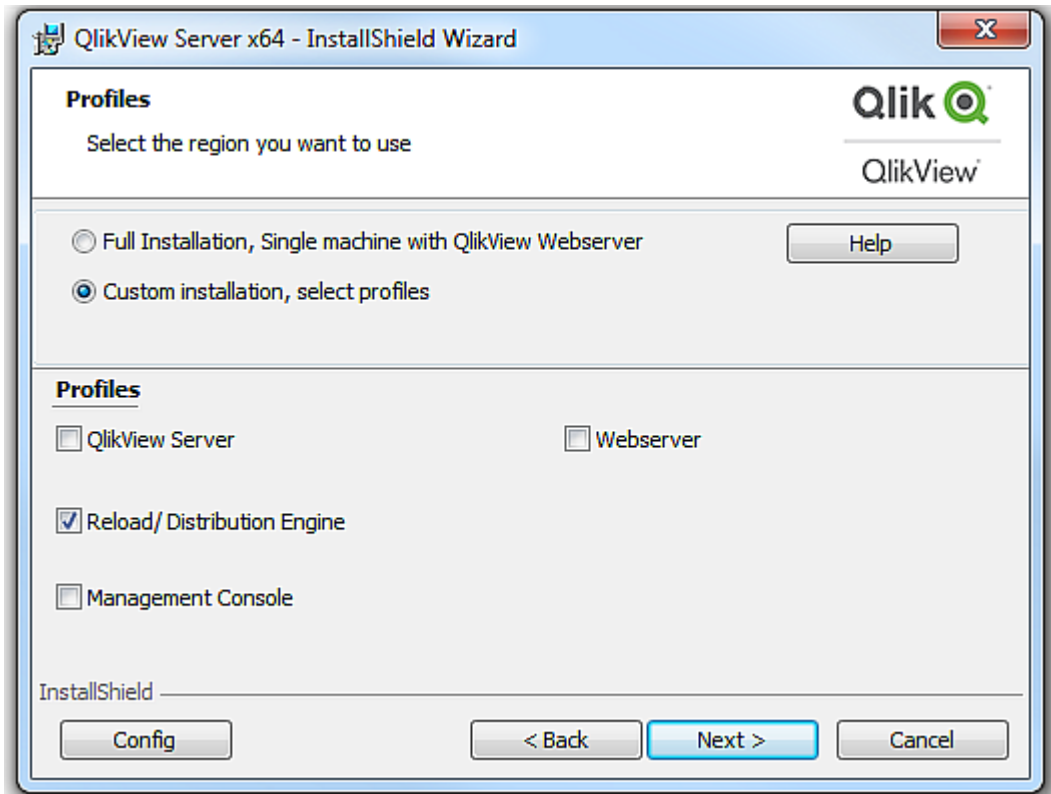 QlikView Server x64 - InstallShield Wizard
Profiles
Select the region you want to use
Qlik
QlikView
Full Installation, Single machine with QlikView Webserver
Help
Custom installation, select profiles
Profiles
QlikView Server
Webserver
Reload/ Distribution Engine
Management Console
InstallShield
Config
< Back
Next >
Cancel